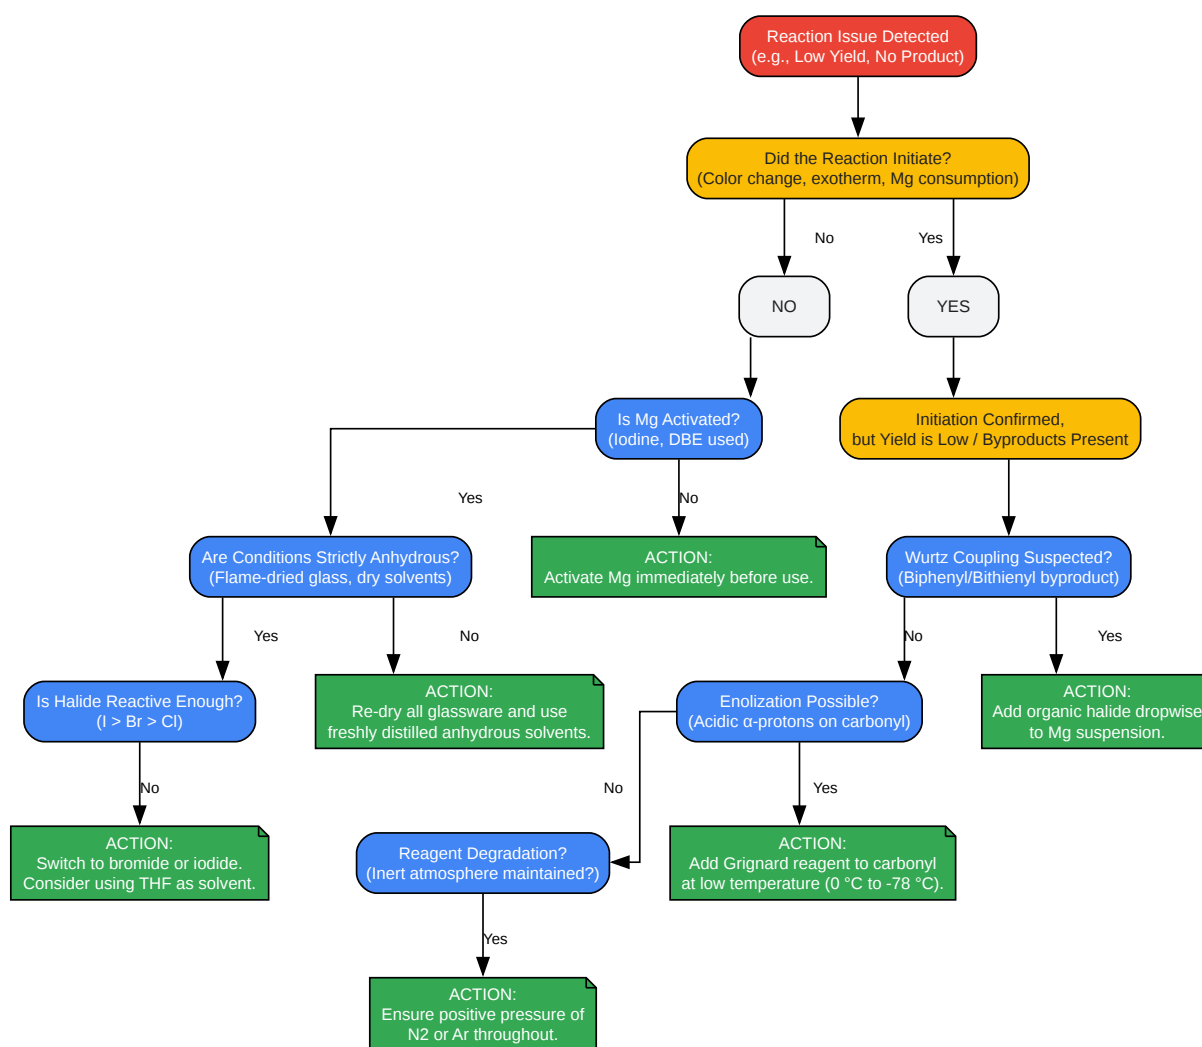 Reaction Issue Detected
(e.g., Low Yield, No Product)
Did the Reaction Initiate?
(Color change, exotherm, Mg consumption)
No
Yes
NO
YES
Is Mg Activated?
(Iodine, DBE used)
Initiation Confirmed,
but Yield is Low / Byproducts Present
Yes
No
Are Conditions Strictly Anhydrous?
(Flame-dried glass, dry solvents)
ACTION:
Activate Mg immediately before use.
Wurtz Coupling Suspected?
(Biphenyl/Bithienyl byproduct)
Yes
No
No
Yes
Is Halide Reactive Enough?
(I > Br > Cl)
ACTION:
Re-dry all glassware and use
freshly distilled anhydrous solvents.
Enolization Possible?
(Acidic α-protons on carbonyl)
ACTION:
Add organic halide dropwise
to Mg suspension.
No
No
Yes
ACTION:
Switch to bromide or iodide.
Consider using THF as solvent.
Reagent Degradation?
(Inert atmosphere maintained?)
ACTION:
Add Grignard reagent to carbonyl
at low temperature (0 °C to -78 °C).
Yes
ACTION:
Ensure positive pressure of
N2 or Ar throughout.